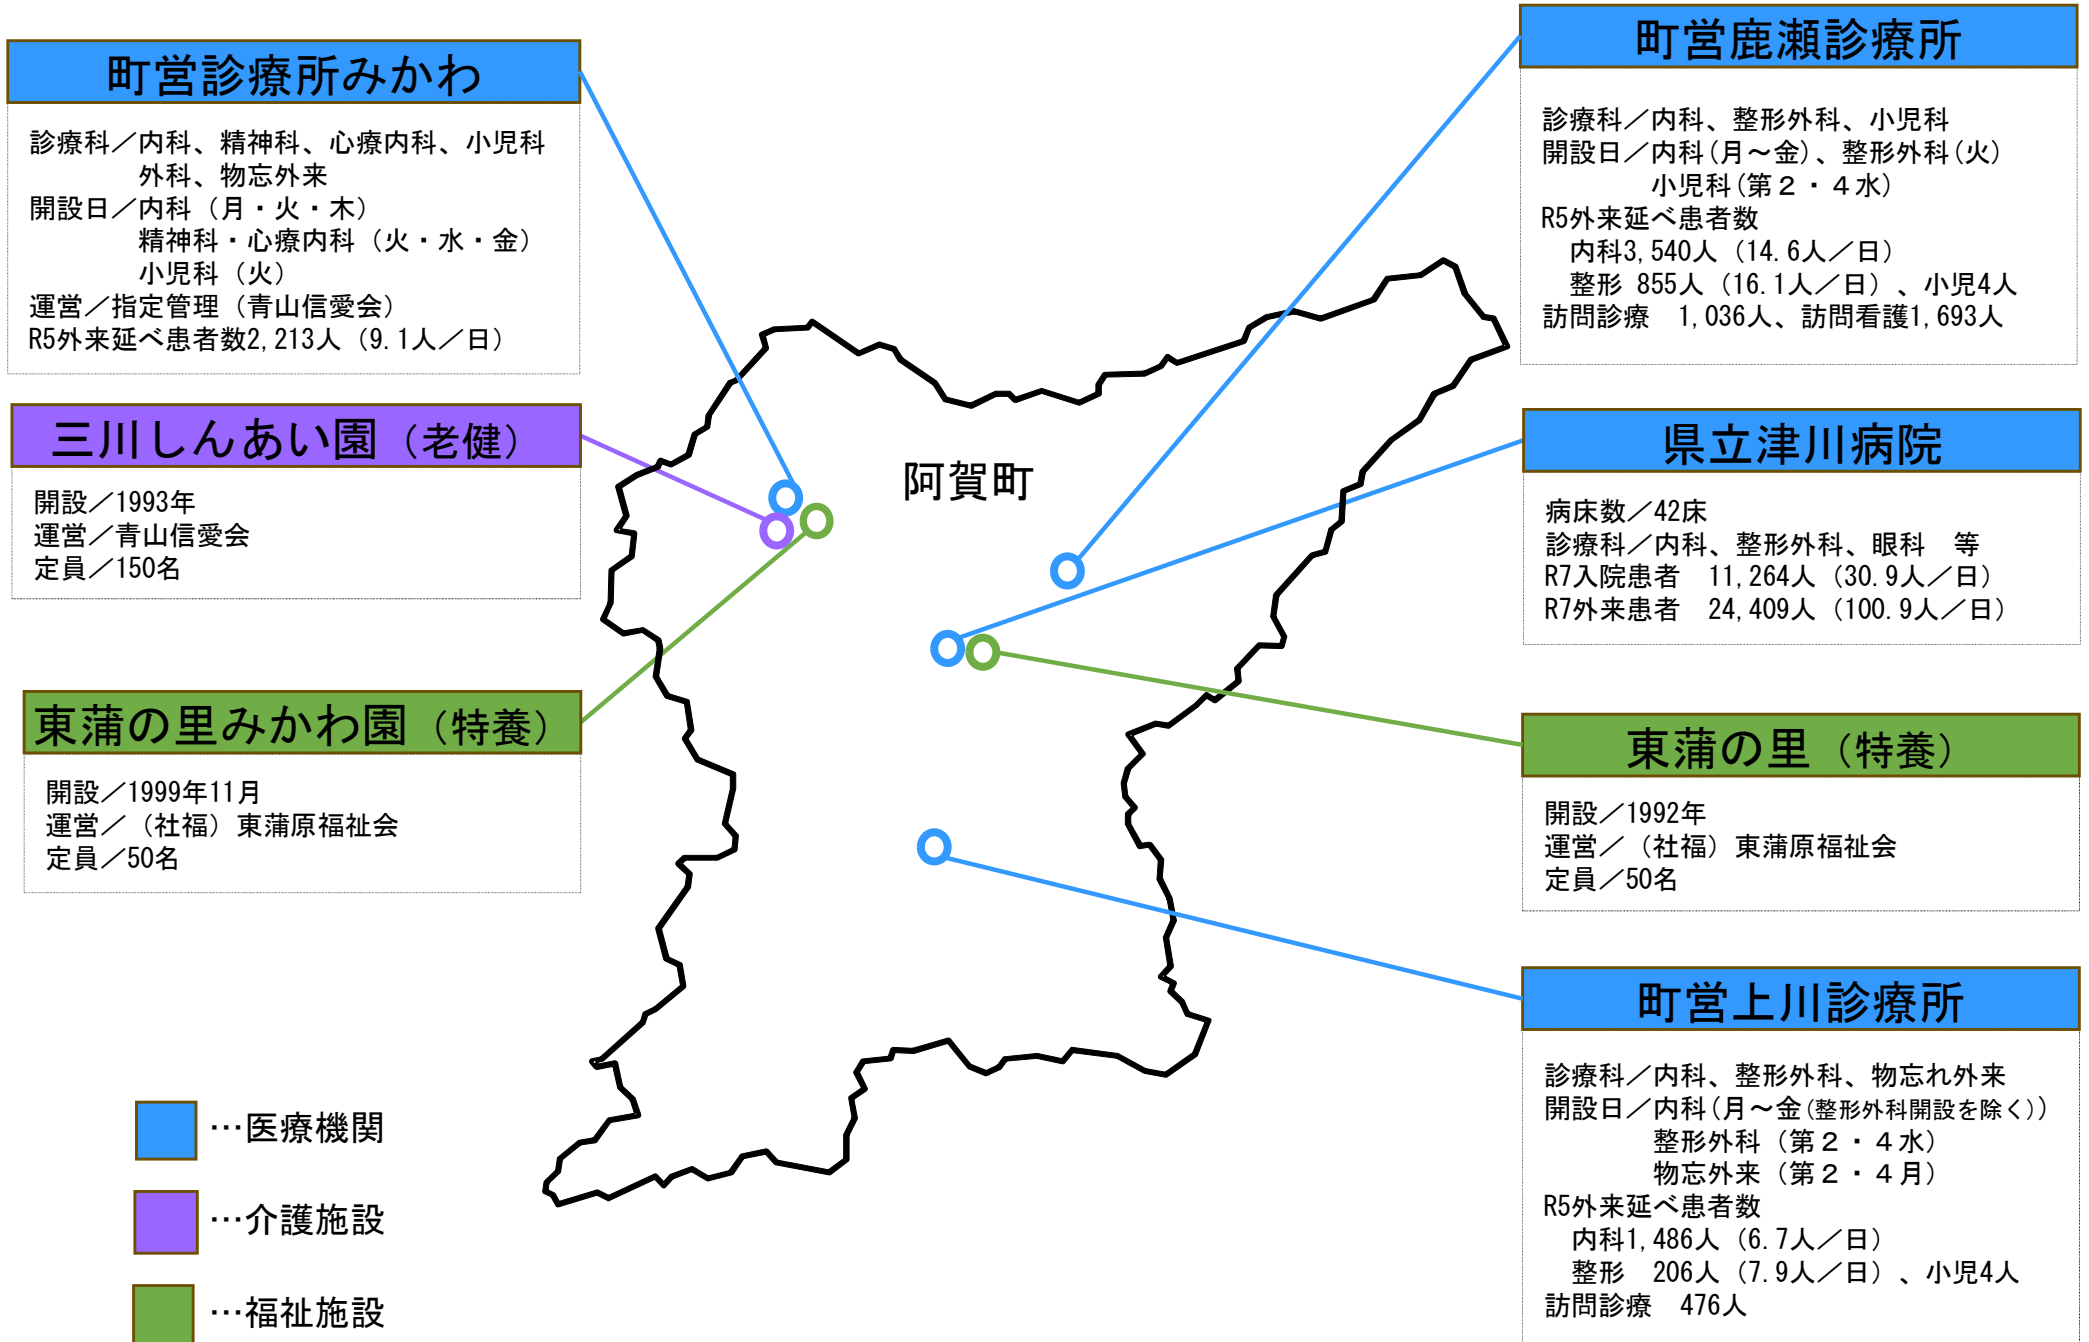 町営診療所みかわ
診療科／内科、精神科、心療内科、小児科
外科、物忘外来
開設日／内科（月・火・木）
精神科・心療内科（火・水・金）
小児科（火）
運営／指定管理（青山信愛会）
R5外来延べ患者数2,213人（9.1人／日）
三川しんあい園（老健）
開設／1993年
運営／青山信愛会
定員／150名
東蒲の里みかわ園（特養）
開設／1999年11月
運営／（社福）東蒲原福祉会
定員／50名
阿賀町
町営鹿瀬診療所
診療科／内科、整形外科、小児科
開設日／内科(月～金)、整形外科(火)
小児科(第２・４水)
R5外来延べ患者数
内科3,540人（14.6人／日）
整形 855人（16.1人／日）、小児4人
訪問診療　1,036人、訪問看護1,693人
県立津川病院
病床数／42床
診療科／内科、整形外科、眼科　等
R7入院患者　11,264人（30.9人／日）
R7外来患者　24,409人（100.9人／日）
東蒲の里（特養）
開設／1992年
運営／（社福）東蒲原福祉会
定員／50名
町営上川診療所
診療科／内科、整形外科、物忘れ外来
開設日／内科(月～金(整形外科開設を除く))
整形外科（第２・４水）
物忘外来（第２・４月）
R5外来延べ患者数
内科1,486人（6.7人／日）
整形　206人（7.9人／日）、小児4人
訪問診療　476人
…医療機関
…介護施設
…福祉施設